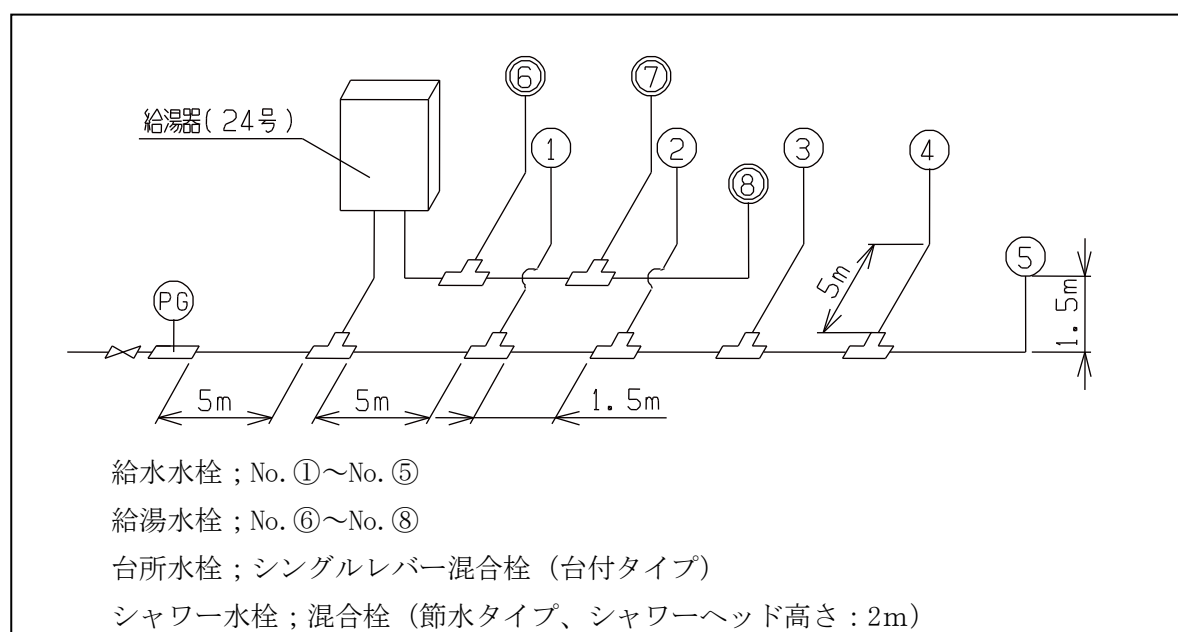 ⑥
⑦
給湯器(24号)
①
②
③
④
⑧
⑤
5m
1.5m
PG
5m
5m
1.5m
給水水栓；No.①～No.⑤
給湯水栓；No.⑥～No.⑧
台所水栓；シングルレバー混合栓（台付タイプ）
シャワー水栓；混合栓（節水タイプ、シャワーヘッド高さ：2m）